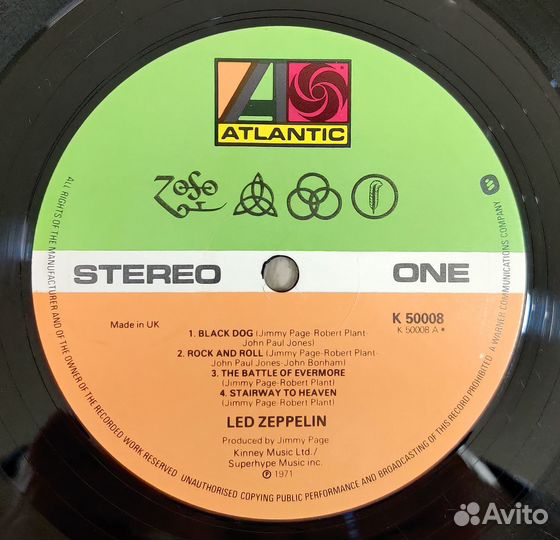 ATLANTIC
ZoSo
STEREO
ONE
Made in UK
K 50008
K 50008 A*
1. BLACK DOG (Jimmy Page-Robert Plant-
John Paul Jones)
2. ROCK AND ROLL (Jimmy Page-Robert Plant-
John Paul Jones-John Bonham)
3. THE BATTLE OF EVERMORE
(Jimmy Page-Robert Plant)
4. STAIRWAY TO HEAVEN
(Jimmy Page-Robert Plant)
LED ZEPPELIN
Produced by Jimmy Page
Kinney Music Ltd./
Superhype Music inc.
℗ 1971
ALL RIGHTS OF THE MANUFACTURER AND OF THE OWNER OF THE RECORDED WORK RESERVED. UNAUTHORISED COPYING PUBLIC PERFORMANCE AND BROADCASTING OF THIS RECORD PROHIBITED. A WARNER COMMUNICATIONS COMPANY
Avito